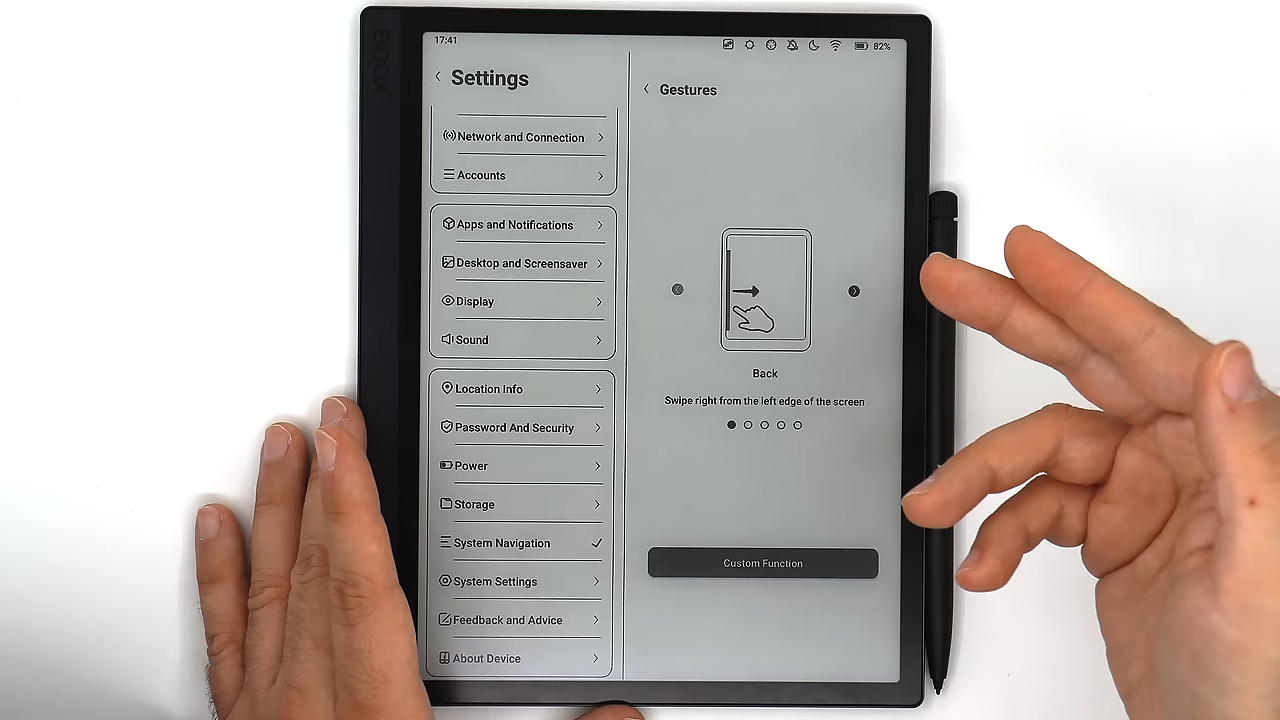 BOOX
17:41
82%
Settings
Network and Connection
Accounts
Apps and Notifications
Desktop and Screensaver
Display
Sound
Location Info
Password And Security
Power
Storage
System Navigation
System Settings
Feedback and Advice
About Device
Gestures
Back
Swipe right from the left edge of the screen
Custom Function